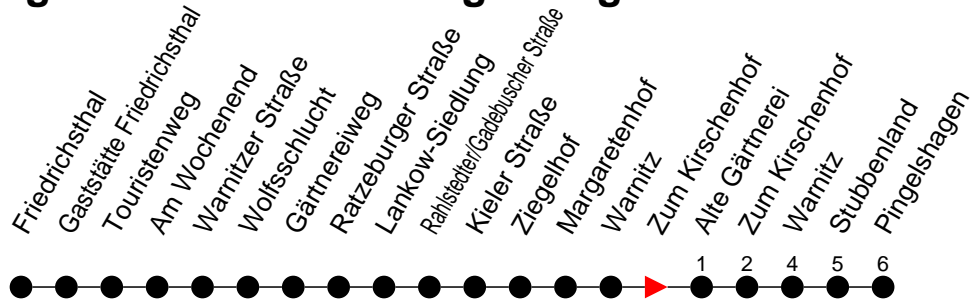 Friedrichsthal
Gaststätte Friedrichsthal
Touristenweg
Am Wochenend
Warnitzer Straße
Wolfsschlucht
Gärtnereiweg
Ratzeburger Straße
Lankow-Siedlung
Rahlstedter/Gadebuscher Straße
Kieler Straße
Ziegelhof
Margaretenhof
Warnitz
Zum Kirschenhof
Alte Gärtnerei
Zum Kirschenhof
Warnitz
Stubbenland
Pingelshagen
1 2 4 5 6